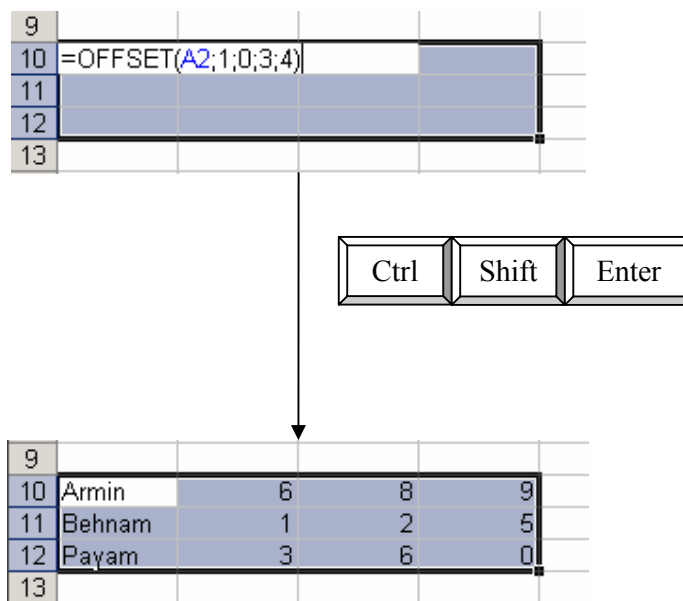 9
10 =OFFSET(A2;1;0;3;4)
11
12
13
Ctrl Shift Enter
9
10 Armin 6 8 9
11 Behnam 1 2 5
12 Payam 3 6 0
13